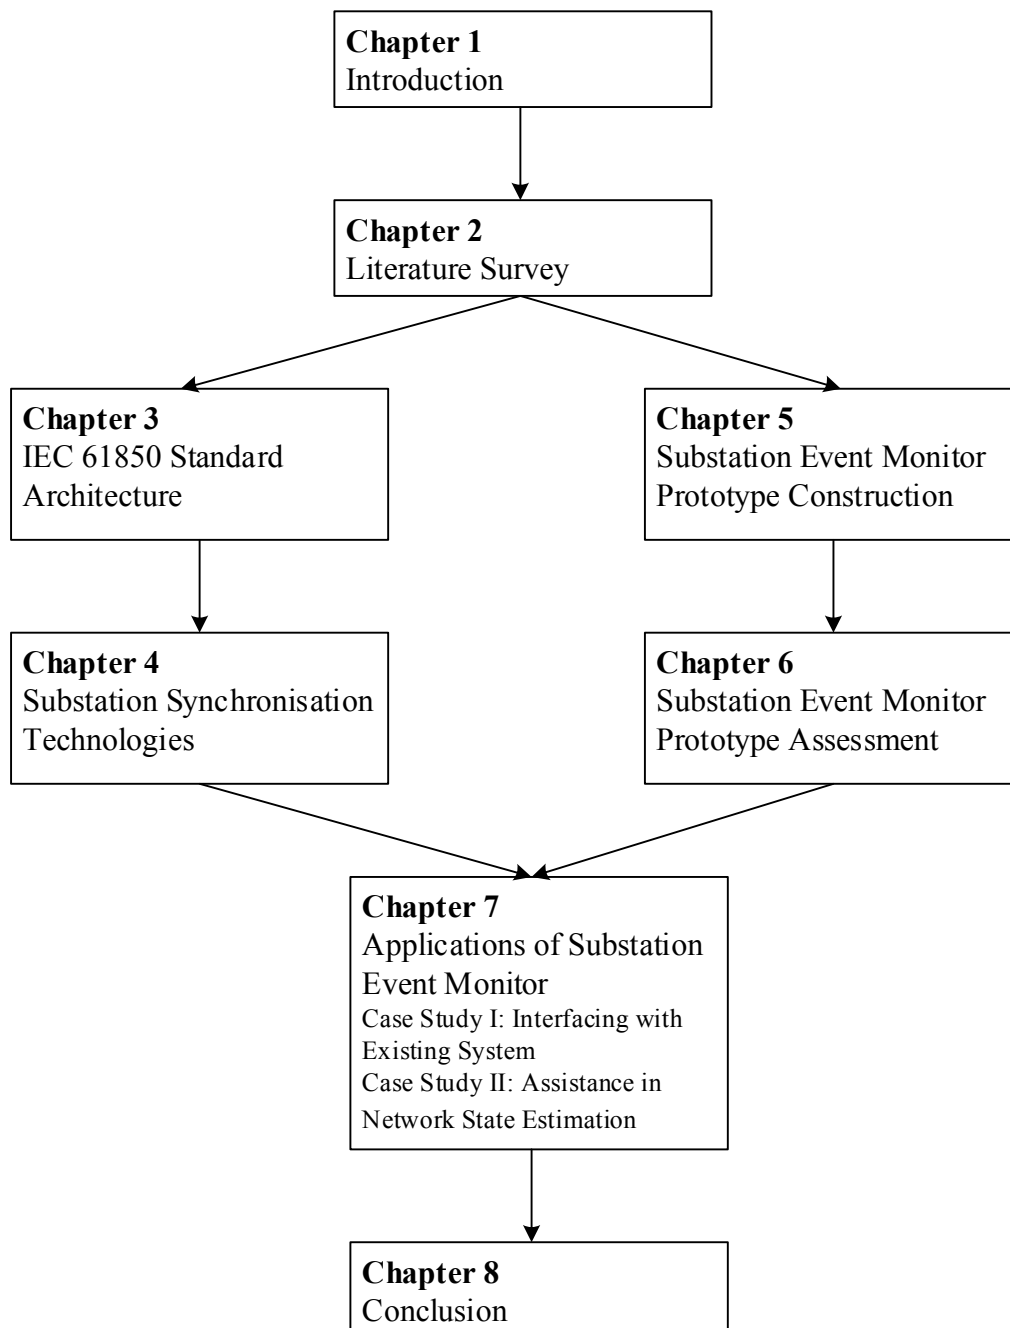 Chapter 1
Introduction
Chapter 2
Literature Survey
Chapter 3
IEC 61850 Standard
Architecture
Chapter 5
Substation Event Monitor
Prototype Construction
Chapter 4
Substation Synchronisation
Technologies
Chapter 6
Substation Event Monitor
Prototype Assessment
Chapter 7
Applications of Substation
Event Monitor
Case Study I: Interfacing with
Existing System
Case Study II: Assistance in
Network State Estimation
Chapter 8
Conclusion